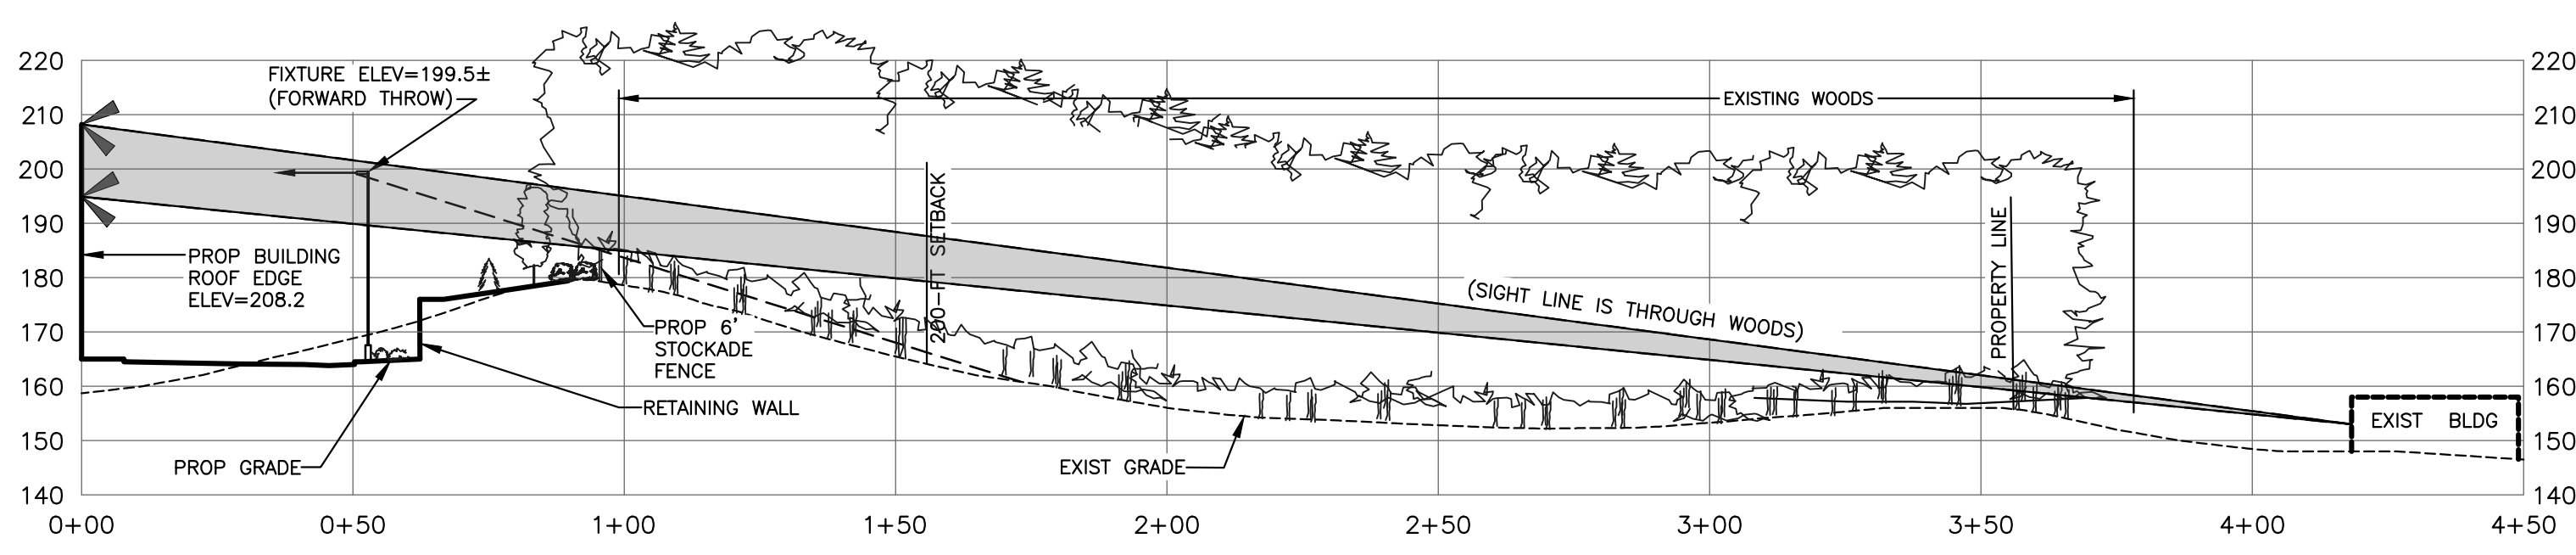 220
210
200
190
180
170
160
150
140
FIXTURE ELEV=199.5±
(FORWARD THROW)
EXISTING WOODS
PROP BUILDING
ROOF EDGE
ELEV=208.2
200-FT SETBACK
(SIGHT LINE IS THROUGH WOODS)
PROPERTY LINE
PROP 6'
STOCKADE
FENCE
RETAINING WALL
PROP GRADE
EXIST GRADE
EXIST BLDG
220
210
200
190
180
170
160
150
140
0+00 0+50 1+00 1+50 2+00 2+50 3+00 3+50 4+00 4+50